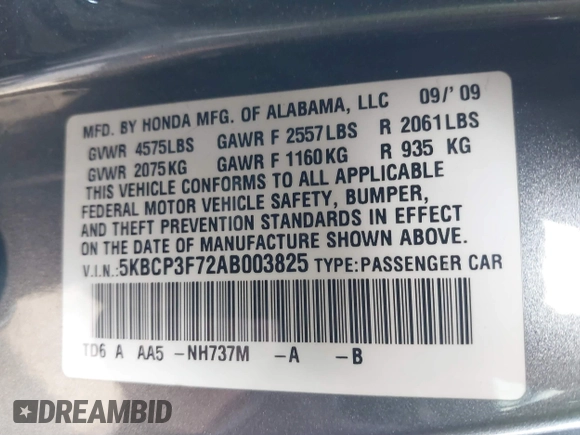 MFD. BY HONDA MFG. OF ALABAMA, LLC 09/'09
GVWR 4575LBS GAWR F 2557LBS R 2061LBS
GVWR 2075KG GAWR F 1160KG R 935 KG
THIS VEHICLE CONFORMS TO ALL APPLICABLE
FEDERAL MOTOR VEHICLE SAFETY, BUMPER,
AND THEFT PREVENTION STANDARDS IN EFFECT
ON THE DATE OF MANUFACTURE SHOWN ABOVE.
V.I.N.:5KBCP3F72AB003825 TYPE:PASSENGER CAR
TD6 A AA5 -NH737M -A -B
DREAMBID